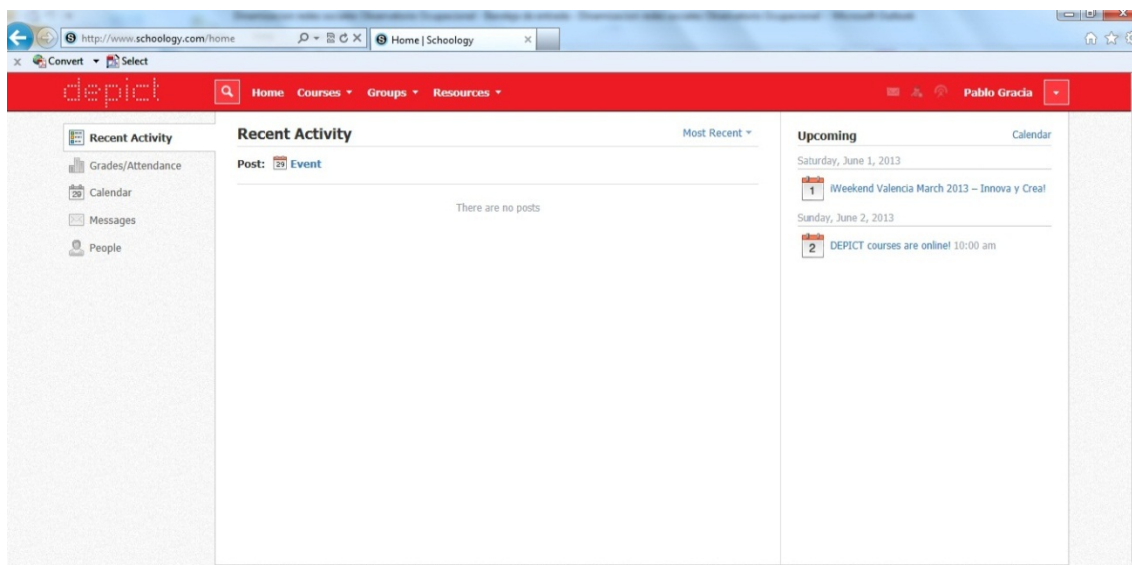 http://www.schoology.com/home
Home | Schoology
Convert Select
depict
Home Courses Groups Resources
Pablo Gracia
Recent Activity
Grades/Attendance
29 Calendar
Messages
People
Recent Activity Most Recent
Post: 29 Event
There are no posts
Upcoming Calendar
Saturday, June 1, 2013
1 iWeekend Valencia March 2013 – Innova y Crea!
Sunday, June 2, 2013
2 DEPICT courses are online! 10:00 am